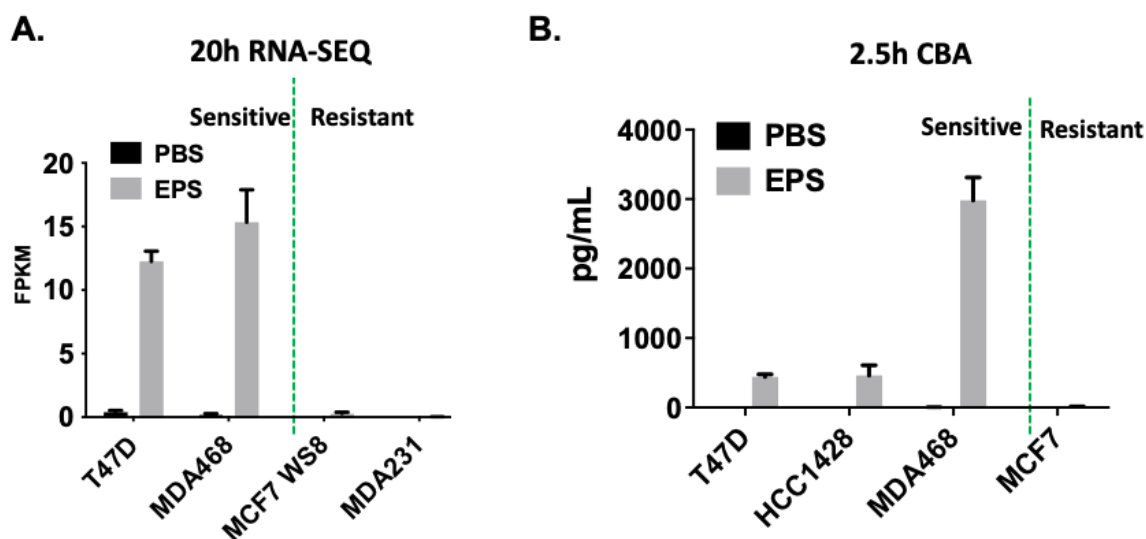 A.
20h RNA-SEQ
Sensitive Resistant
PBS
EPS
20
15
10
5
0
FPKM
T47D
MDA468
MCF7 WS8
MDA231
B.
2.5h CBA
Sensitive Resistant
PBS
EPS
4000
3000
2000
1000
0
pg/mL
T47D
HCC1428
MDA468
MCF7